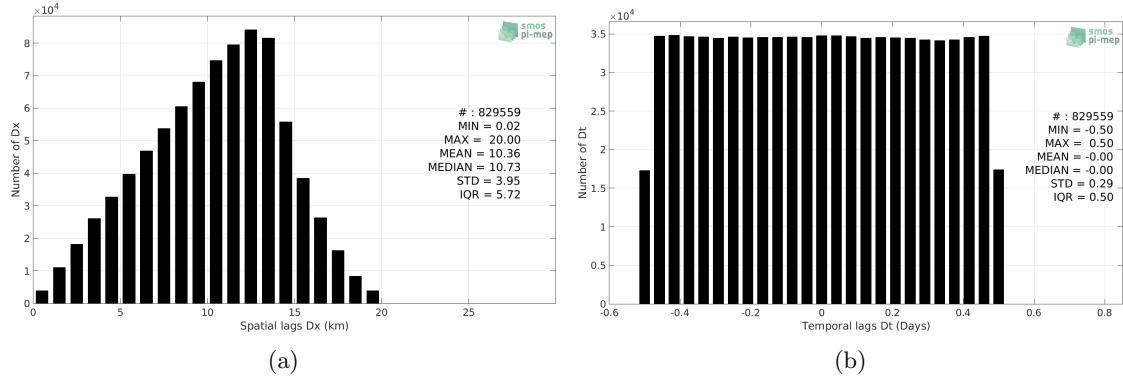 ×10⁴
8
7
6
5
4
3
2
1
0
Number of Dx
0 5 10 15 20 25
Spatial lags Dx (km)
smos
pi-mep
# : 829559
MIN = 0.02
MAX = 20.00
MEAN = 10.36
MEDIAN = 10.73
STD = 3.95
IQR = 5.72
(a)
×10⁴
3.5
3
2.5
2
1.5
1
0.5
0
Number of Dt
-0.6 -0.4 -0.2 0 0.2 0.4 0.6 0.8
Temporal lags Dt (Days)
smos
pi-mep
# : 829559
MIN = -0.50
MAX = 0.50
MEAN = -0.00
MEDIAN = -0.00
STD = 0.29
IQR = 0.50
(b)